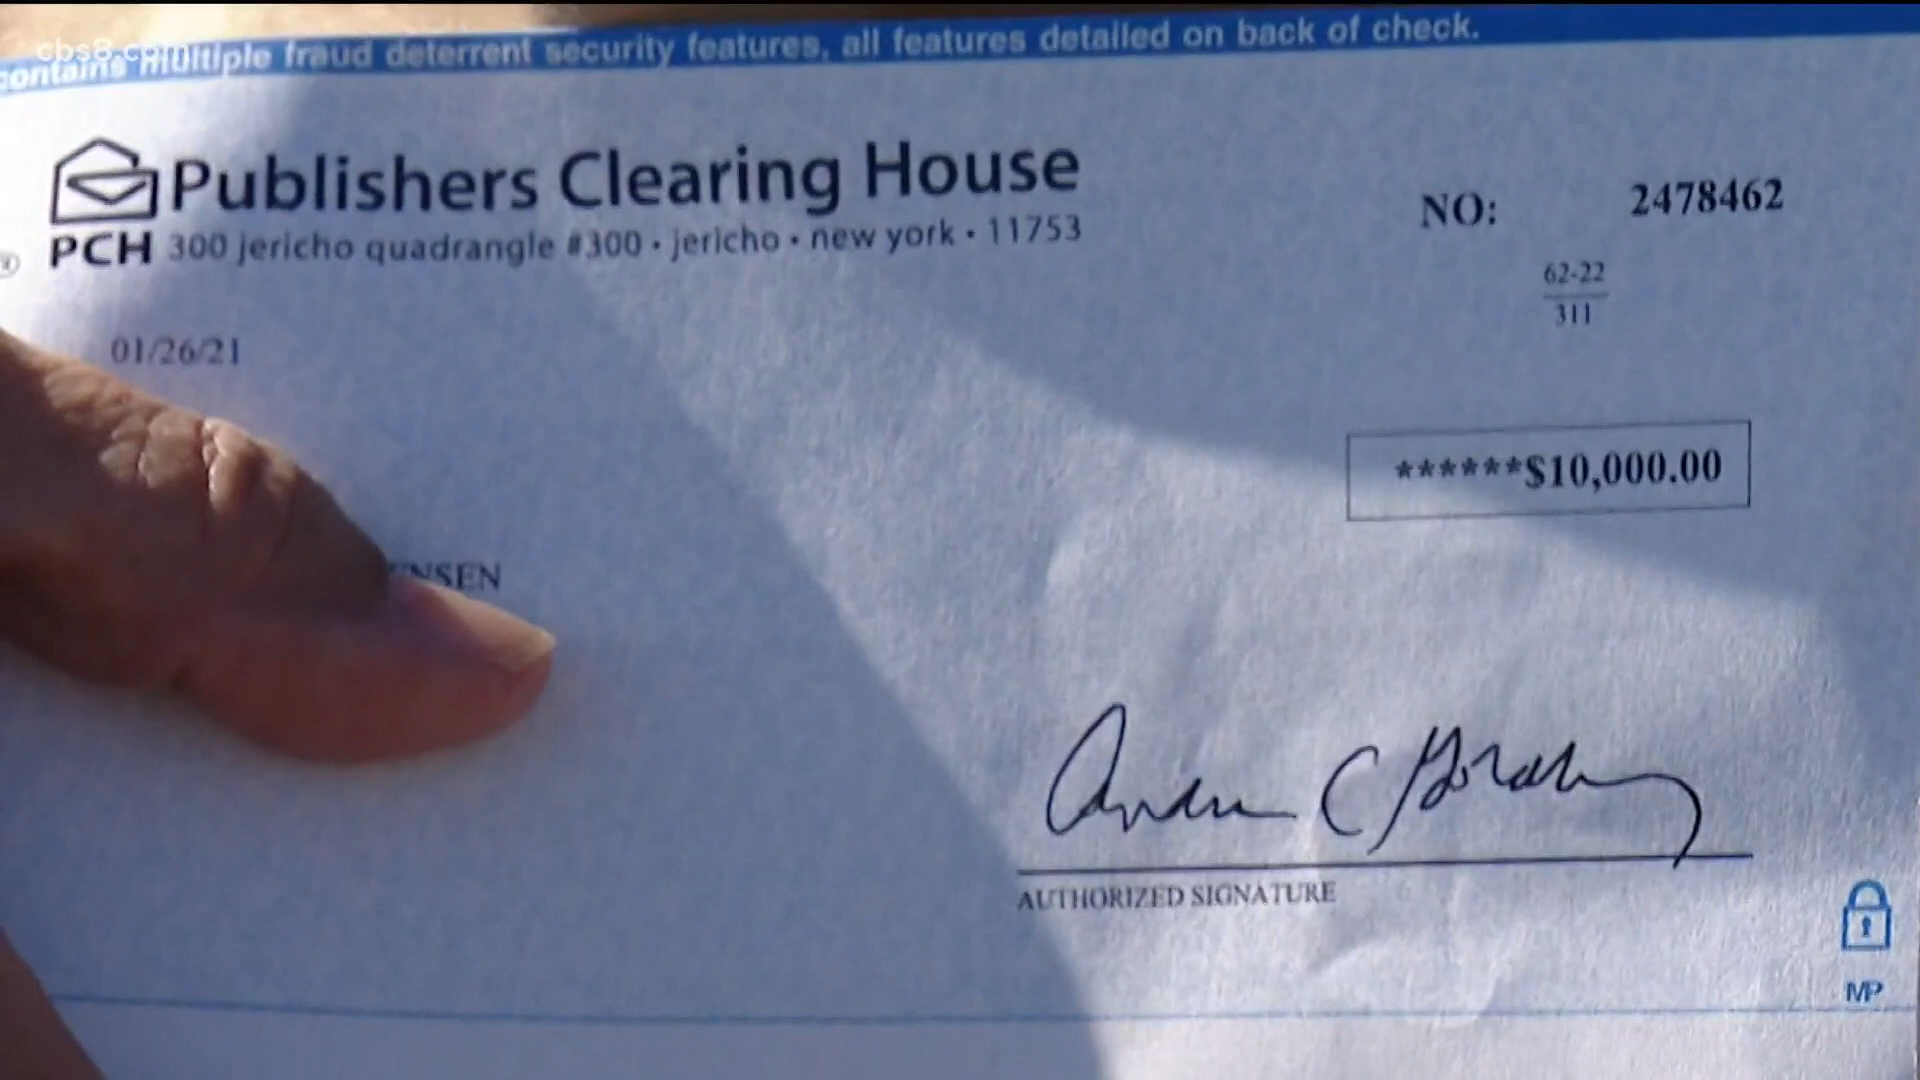 cbs8.com
contains multiple fraud deterrent security features, all features detailed on back of check.
Publishers Clearing House
PCH 300 jericho quadrangle #300 • jericho • new york • 11753
NO: 2478462
62-22
311
01/26/21
******$10,000.00
NSEN
AUTHORIZED SIGNATURE
MP